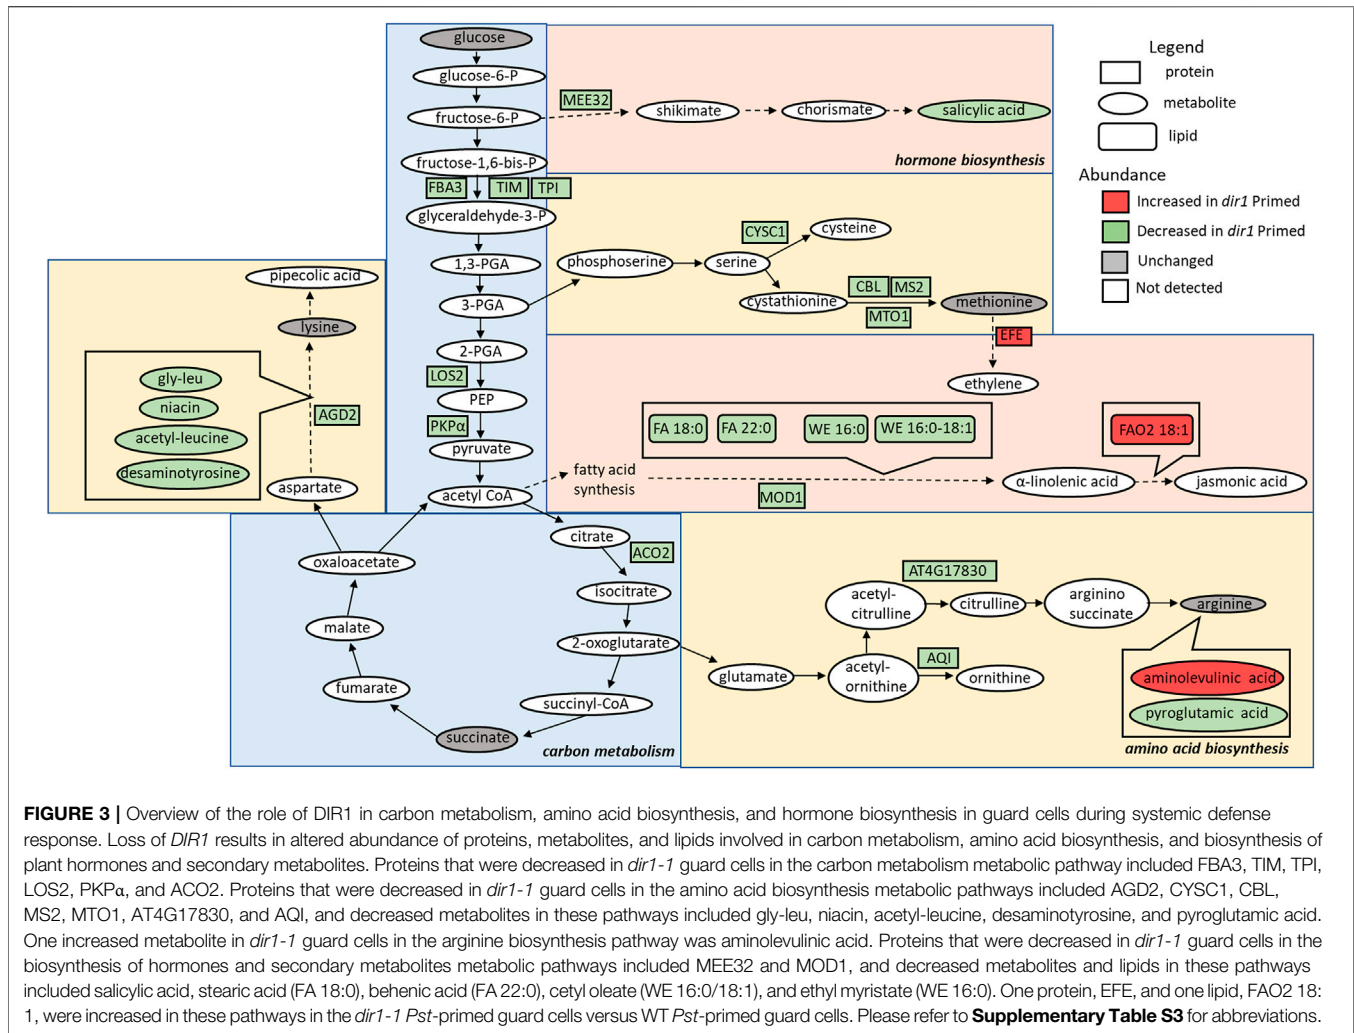 glucose
glucose-6-P
fructose-6-P
fructose-1,6-bis-P
FBA3
TIM
TPI
glyceraldehyde-3-P
1,3-PGA
3-PGA
2-PGA
LOS2
PEP
PKPα
pyruvate
acetyl CoA
MEE32
shikimate
chorismate
salicylic acid
hormone biosynthesis
Legend
protein
metabolite
lipid
Abundance
Increased in dir1 Primed
Decreased in dir1 Primed
Unchanged
Not detected
phosphoserine
serine
CYSC1
cysteine
cystathionine
CBL
MS2
MTO1
methionine
EFE
ethylene
pipecolic acid
lysine
gly-leu
niacin
acetyl-leucine
desaminotyrosine
AGD2
aspartate
FA 18:0
FA 22:0
WE 16:0
WE 16:0-18:1
FAO2 18:1
fatty acid
synthesis
MOD1
α-linolenic acid
jasmonic acid
citrate
ACO2
isocitrate
2-oxoglutarate
succinyl-CoA
succinate
fumarate
malate
oxaloacetate
carbon metabolism
glutamate
acetyl-
ornithine
AQI
ornithine
acetyl-
citrulline
AT4G17830
citrulline
arginino
succinate
arginine
aminolevulinic acid
pyroglutamic acid
amino acid biosynthesis
FIGURE 3 | Overview of the role of DIR1 in carbon metabolism, amino acid biosynthesis, and hormone biosynthesis in guard cells during systemic defense
response. Loss of DIR1 results in altered abundance of proteins, metabolites, and lipids involved in carbon metabolism, amino acid biosynthesis, and biosynthesis of
plant hormones and secondary metabolites. Proteins that were decreased in dir1-1 guard cells in the carbon metabolism metabolic pathway included FBA3, TIM, TPI,
LOS2, PKPα, and ACO2. Proteins that were decreased in dir1-1 guard cells in the amino acid biosynthesis metabolic pathways included AGD2, CYSC1, CBL,
MS2, MTO1, AT4G17830, and AQI, and decreased metabolites in these pathways included gly-leu, niacin, acetyl-leucine, desaminotyrosine, and pyroglutamic acid.
One increased metabolite in dir1-1 guard cells in the arginine biosynthesis pathway was aminolevulinic acid. Proteins that were decreased in dir1-1 guard cells in the
biosynthesis of hormones and secondary metabolites metabolic pathways included MEE32 and MOD1, and decreased metabolites and lipids in these pathways
included salicylic acid, stearic acid (FA 18:0), behenic acid (FA 22:0), cetyl oleate (WE 16:0/18:1), and ethyl myristate (WE 16:0). One protein, EFE, and one lipid, FAO2 18:
1, were increased in these pathways in the dir1-1 Pst-primed guard cells versus WT Pst-primed guard cells. Please refer to Supplementary Table S3 for abbreviations.